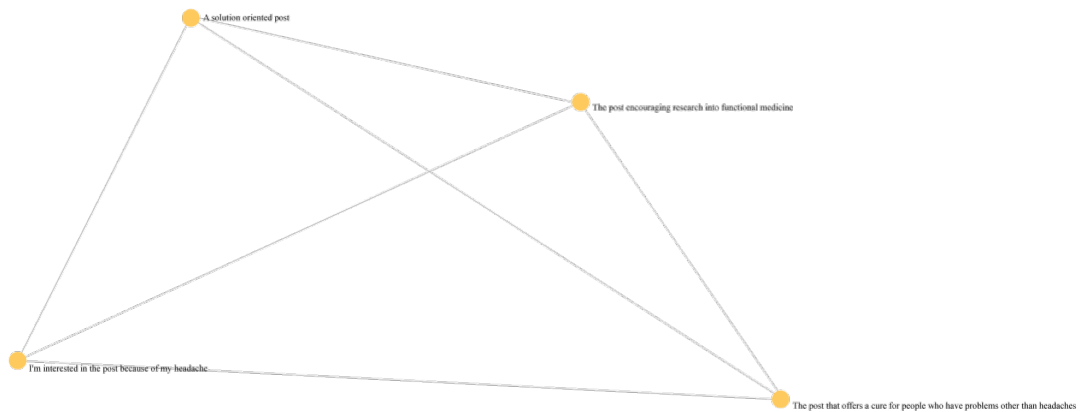 A solution oriented post
The post encouraging research into functional medicine
I'm interested in the post because of my headache
The post that offers a cure for people who have problems other than headaches